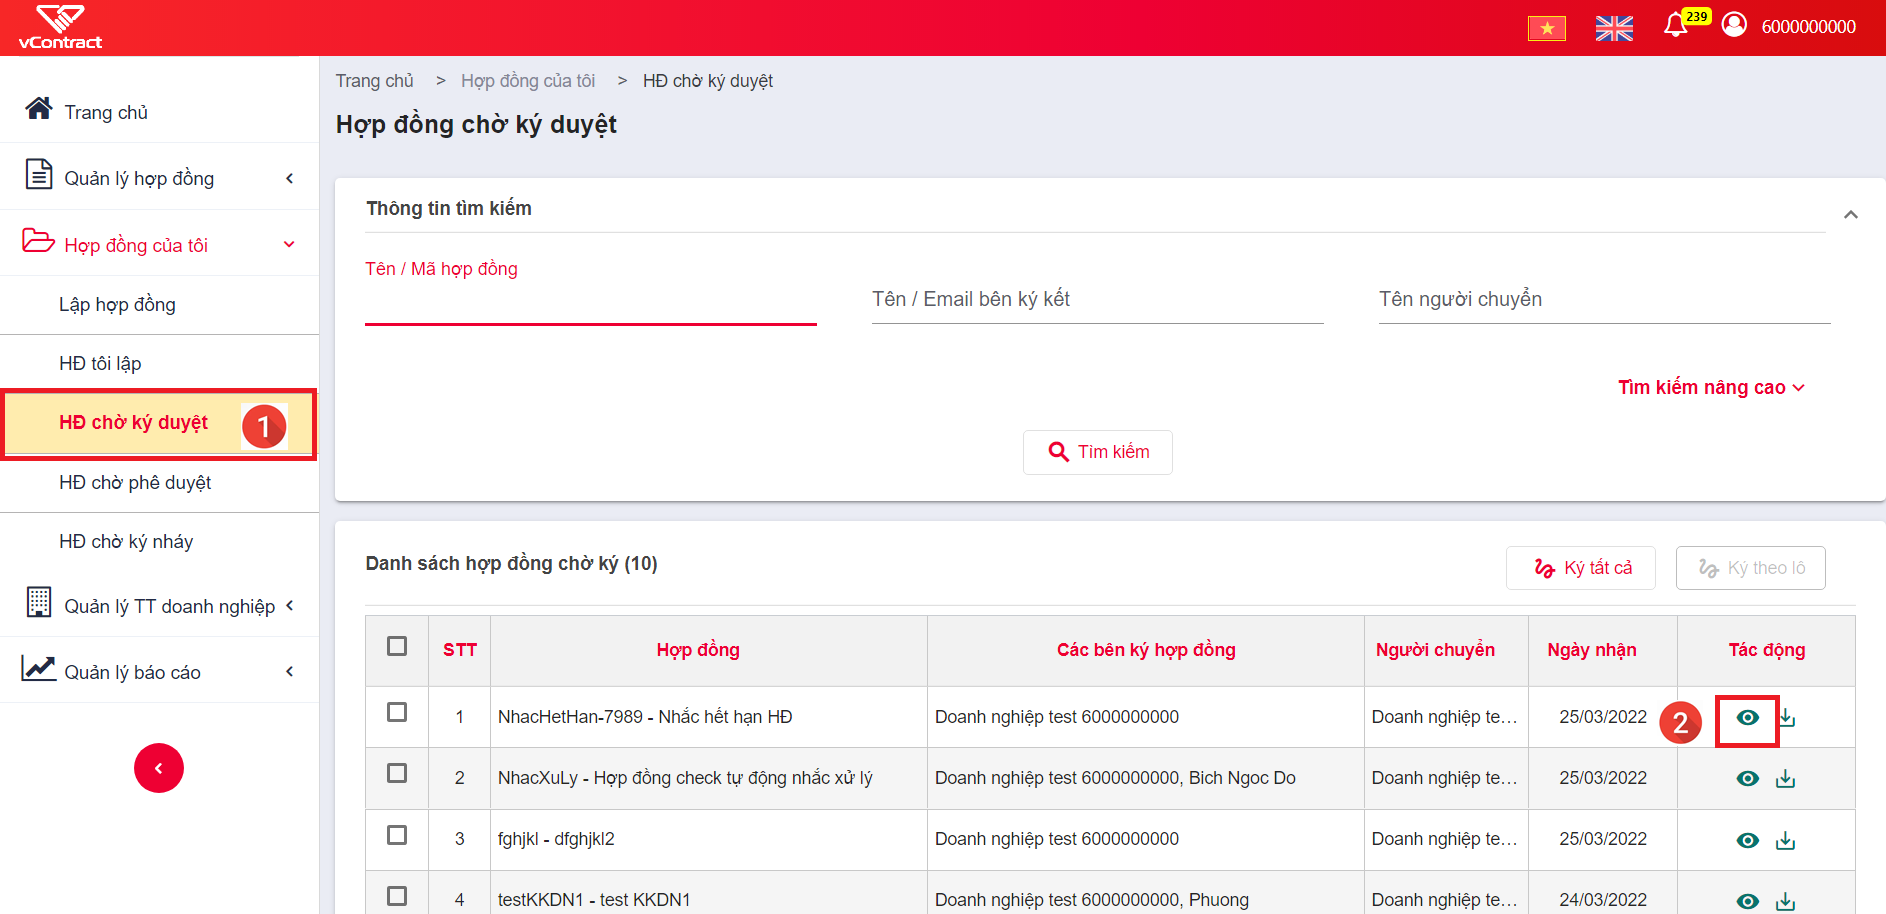 vContract
239
6000000000
Trang chủ
Quản lý hợp đồng
Hợp đồng của tôi
Lập hợp đồng
HĐ tôi lập
HĐ chờ ký duyệt
1
HĐ chờ phê duyệt
HĐ chờ ký nháy
Quản lý TT doanh nghiệp
Quản lý báo cáo
Trang chủ > Hợp đồng của tôi > HĐ chờ ký duyệt
Hợp đồng chờ ký duyệt
Thông tin tìm kiếm
Tên / Mã hợp đồng
Tên / Email bên ký kết
Tên người chuyển
Tìm kiếm nâng cao
Tìm kiếm
Danh sách hợp đồng chờ ký (10)
Ký tất cả
Ký theo lô
STT Hợp đồng Các bên ký hợp đồng Người chuyển Ngày nhận Tác động
1 NhacHetHan-7989 - Nhắc hết hạn HĐ Doanh nghiệp test 6000000000 Doanh nghiệp te... 25/03/2022 2
2 NhacXuLy - Hợp đồng check tự động nhắc xử lý Doanh nghiệp test 6000000000, Bich Ngoc Do Doanh nghiệp te... 25/03/2022
3 fghjkl - dfghjkl2 Doanh nghiệp test 6000000000 Doanh nghiệp te... 25/03/2022
4 testKKDN1 - test KKDN1 Doanh nghiệp test 6000000000, Phuong Doanh nghiệp te... 24/03/2022